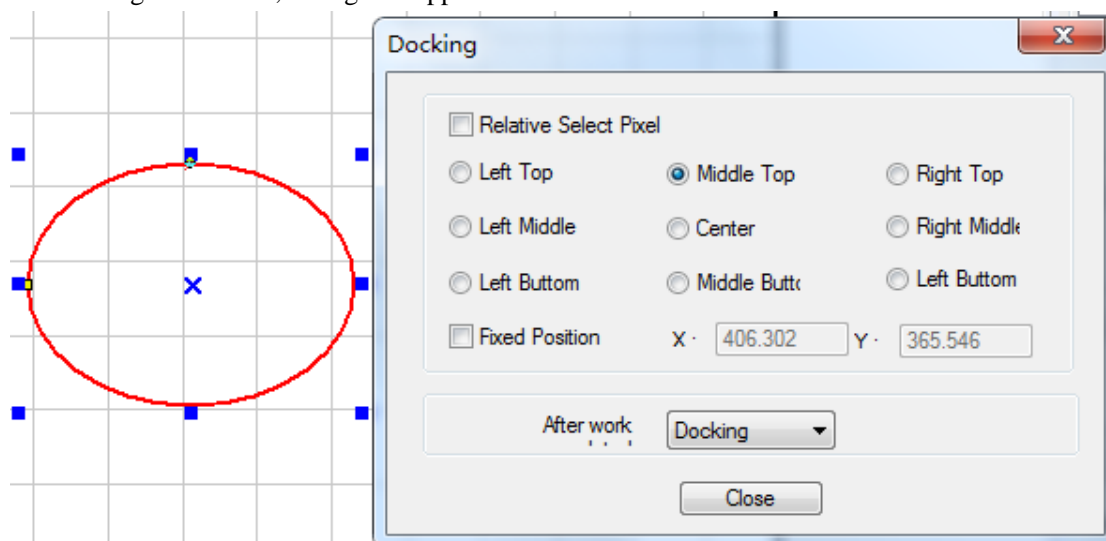 Docking
Relative Select Pixel
Left Top
Middle Top
Right Top
Left Middle
Center
Right Middle
Left Buttom
Middle Butto
Left Buttom
Fixed Position
X · 406.302
Y · 365.546
After work
Docking
Close